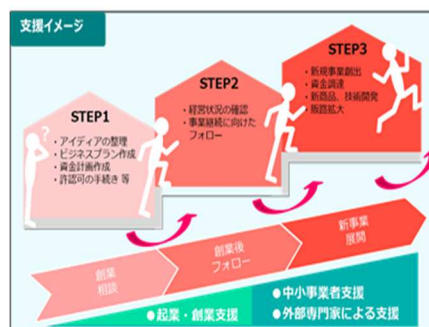 支援イメージ
STEP1
・アイディアの整理
・ビジネスプラン作成
・資金計画作成
・許認可の手続き 等
STEP2
・経営状況の確認
・事業継続に向けた
フォロー
STEP3
・新規事業創出
・資金調達
・新商品、技術開発
・販路拡大
?
創業
相談
創業後
フォロー
新事業
展開
●起業・創業支援
●中小事業者支援
●外部専門家による支援